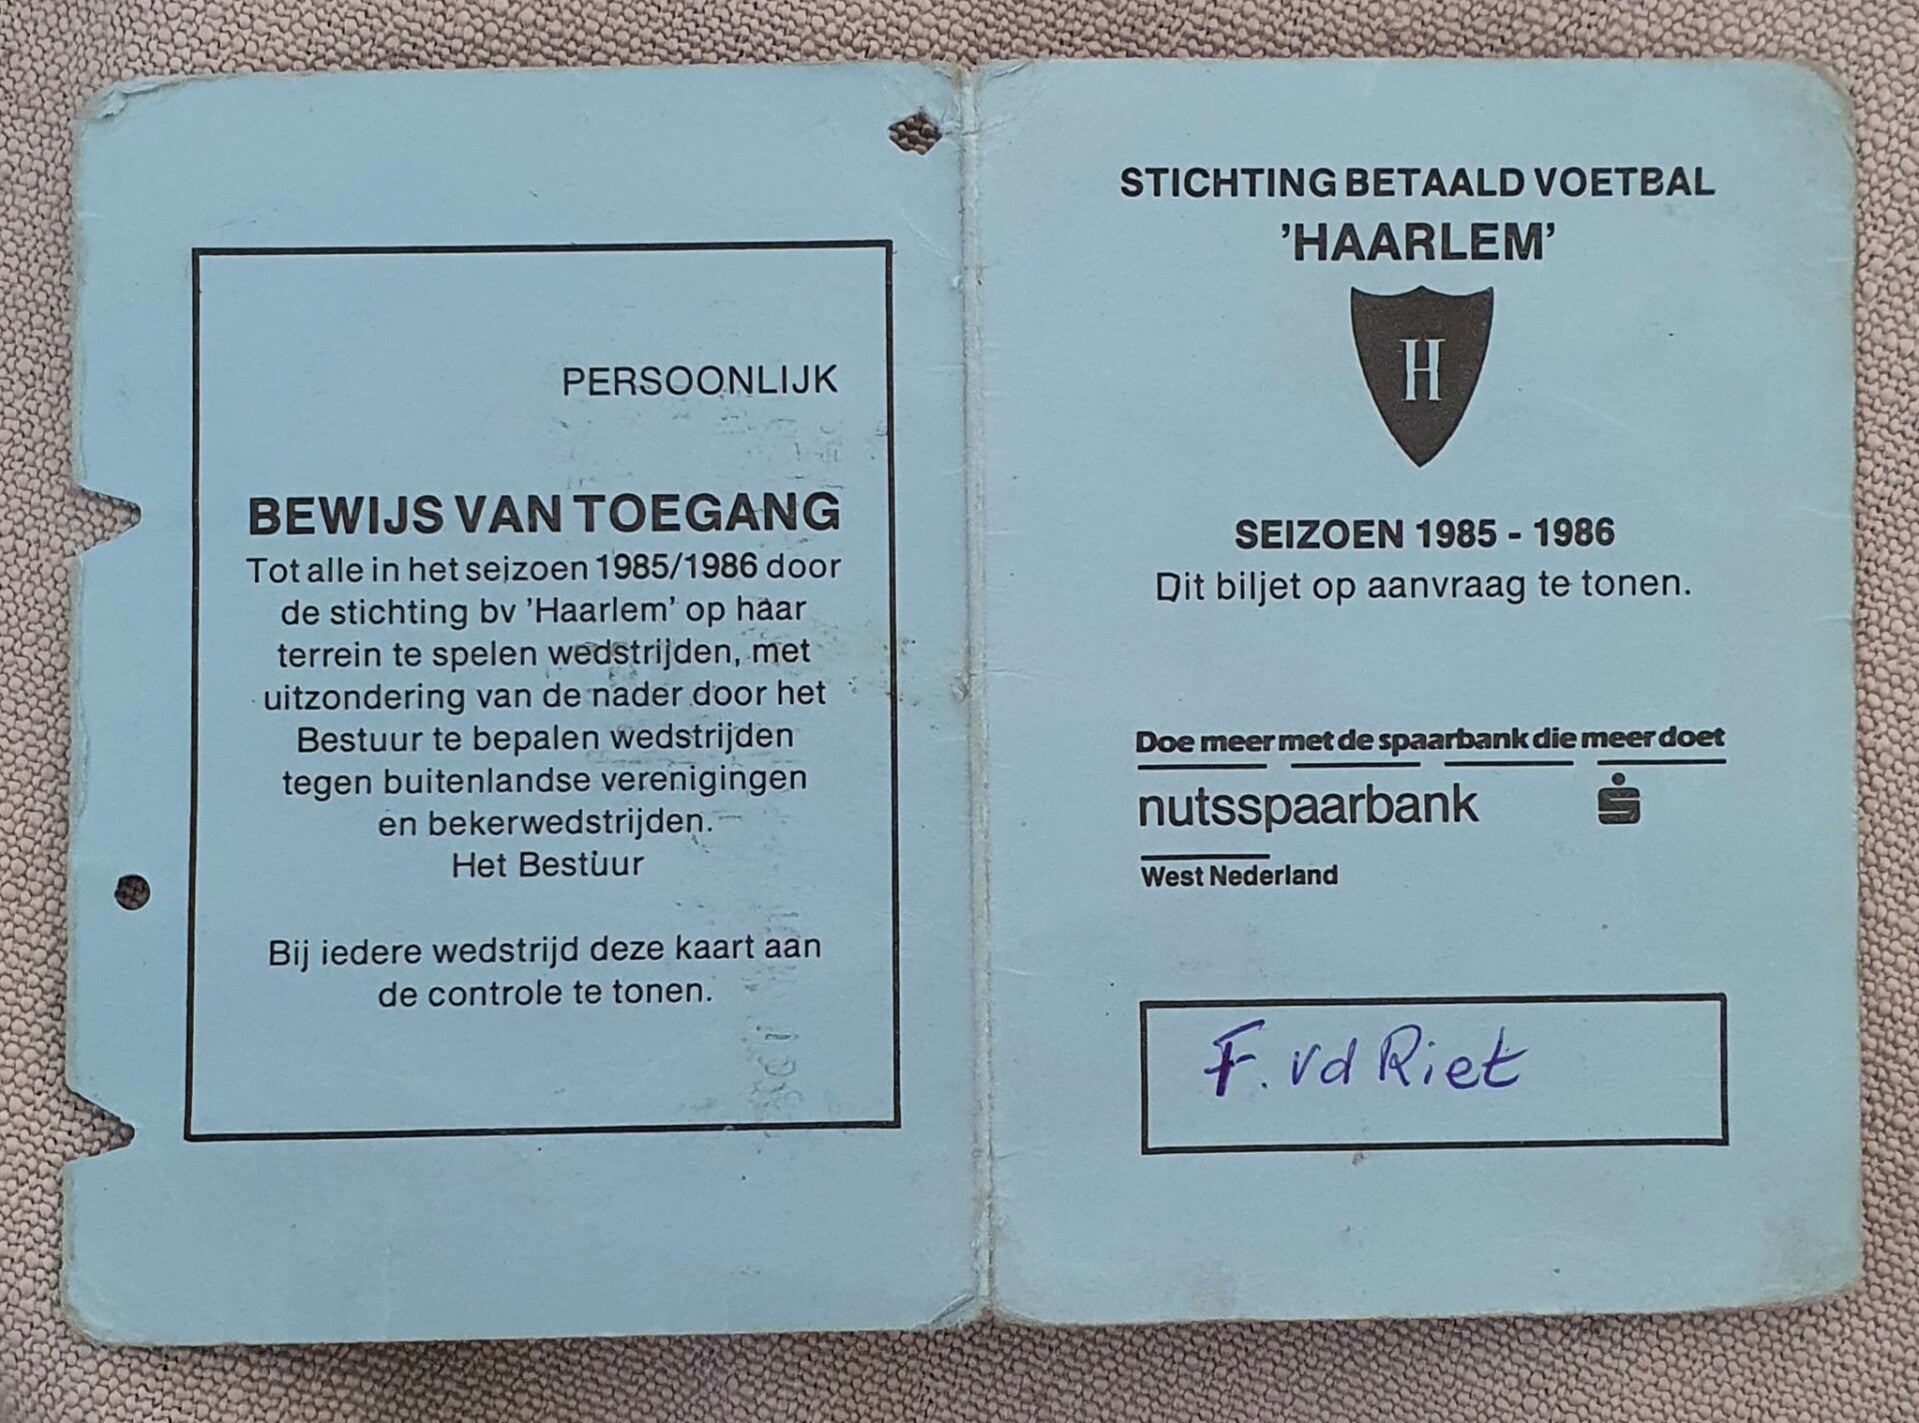 PERSOONLIJK
BEWIJS VAN TOEGANG
Tot alle in het seizoen 1985/1986 door
de stichting bv 'Haarlem' op haar
terrein te spelen wedstrijden, met
uitzondering van de nader door het
Bestuur te bepalen wedstrijden
tegen buitenlandse verenigingen
en bekerwedstrijden.
Het Bestuur
Bij iedere wedstrijd deze kaart aan
de controle te tonen.
STICHTING BETAALD VOETBAL
'HAARLEM'
H
SEIZOEN 1985 - 1986
Dit biljet op aanvraag te tonen.
Doe meer met de spaarbank die meer doet
nutsspaarbank
West Nederland
F. vd Riet